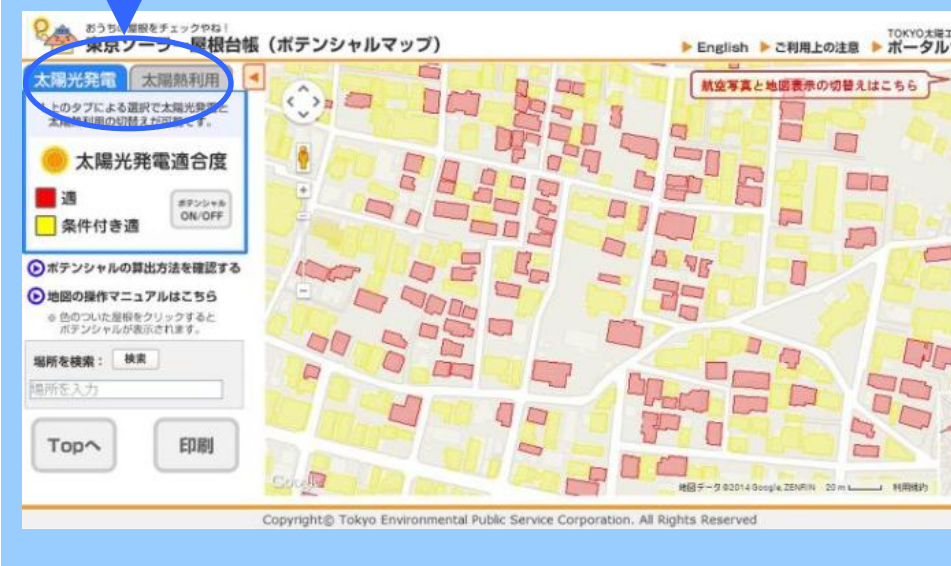 おうちの屋根をチェックやね！
東京ソーラー屋根台帳（ポテンシャルマップ）
TOKYO太陽エ
English ご利用上の注意 ポータル
太陽光発電 太陽熱利用
航空写真と地図表示の切替えはこちら
上のタブによる選択で太陽光発電と
太陽熱利用の切替えが可能です。
太陽光発電適合度
適
条件付き適
ポテンシャル
ON/OFF
ポテンシャルの算出方法を確認する
地図の操作マニュアルはこちら
※ 色のついた屋根をクリックすると
ポテンシャルが表示されます。
場所を検索： 検索
場所を入力
Topへ 印刷
Google
地図データ ©2014 Google, ZENRIN 20 m 利用規約
Copyright© Tokyo Environmental Public Service Corporation. All Rights Reserved